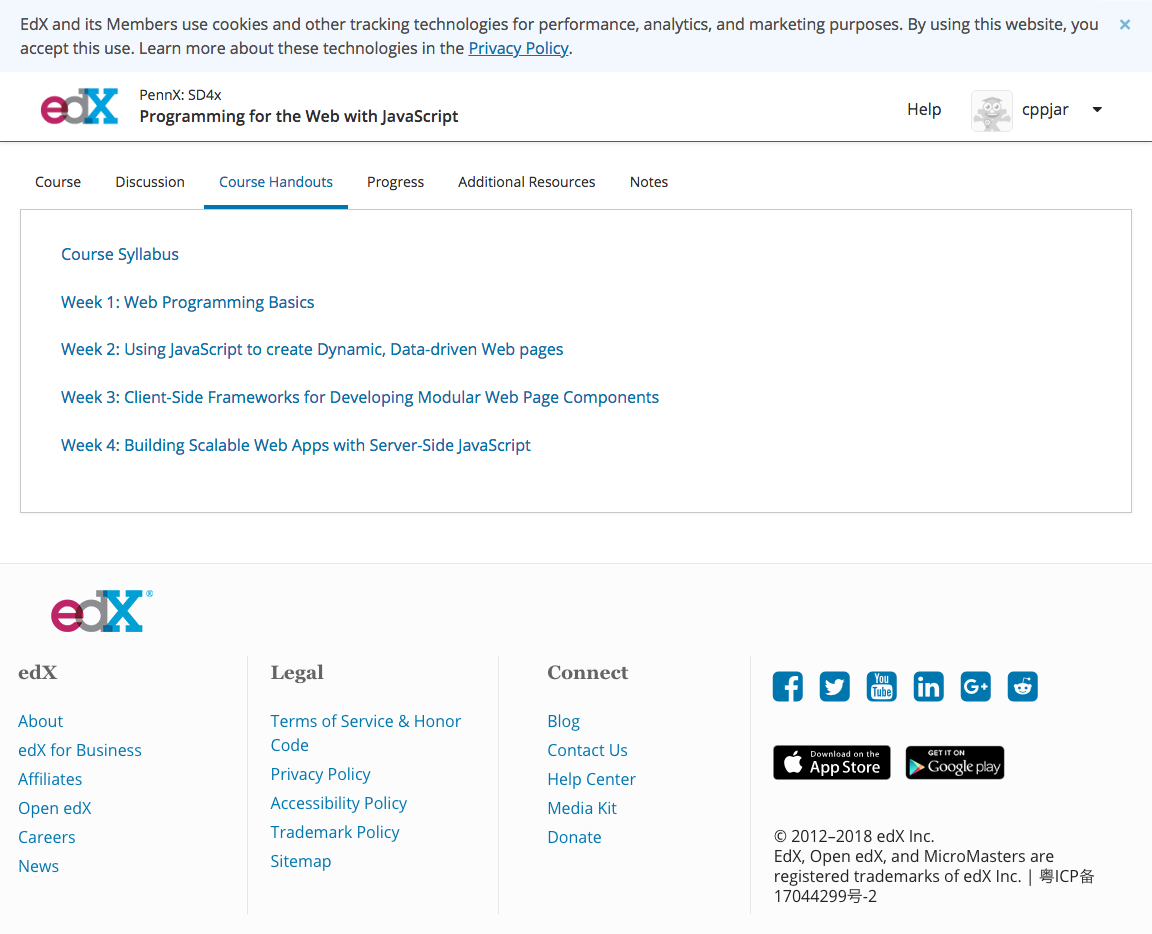 EdX and its Members use cookies and other tracking technologies for performance, analytics, and marketing purposes. By using this website, you
accept this use. Learn more about these technologies in the Privacy Policy.
×
edX
PennX: SD4x
Programming for the Web with JavaScript
Help
cppjar
Course
Discussion
Course Handouts
Progress
Additional Resources
Notes
Course Syllabus
Week 1: Web Programming Basics
Week 2: Using JavaScript to create Dynamic, Data-driven Web pages
Week 3: Client-Side Frameworks for Developing Modular Web Page Components
Week 4: Building Scalable Web Apps with Server-Side JavaScript
edX®
edX
About
edX for Business
Affiliates
Open edX
Careers
News
Legal
Terms of Service & Honor
Code
Privacy Policy
Accessibility Policy
Trademark Policy
Sitemap
Connect
Blog
Contact Us
Help Center
Media Kit
Donate
You
Tube
in
G+
Download on the
App Store
GET IT ON
Google play
© 2012–2018 edX Inc.
EdX, Open edX, and MicroMasters are
registered trademarks of edX Inc. | 粤ICP备
17044299号-2